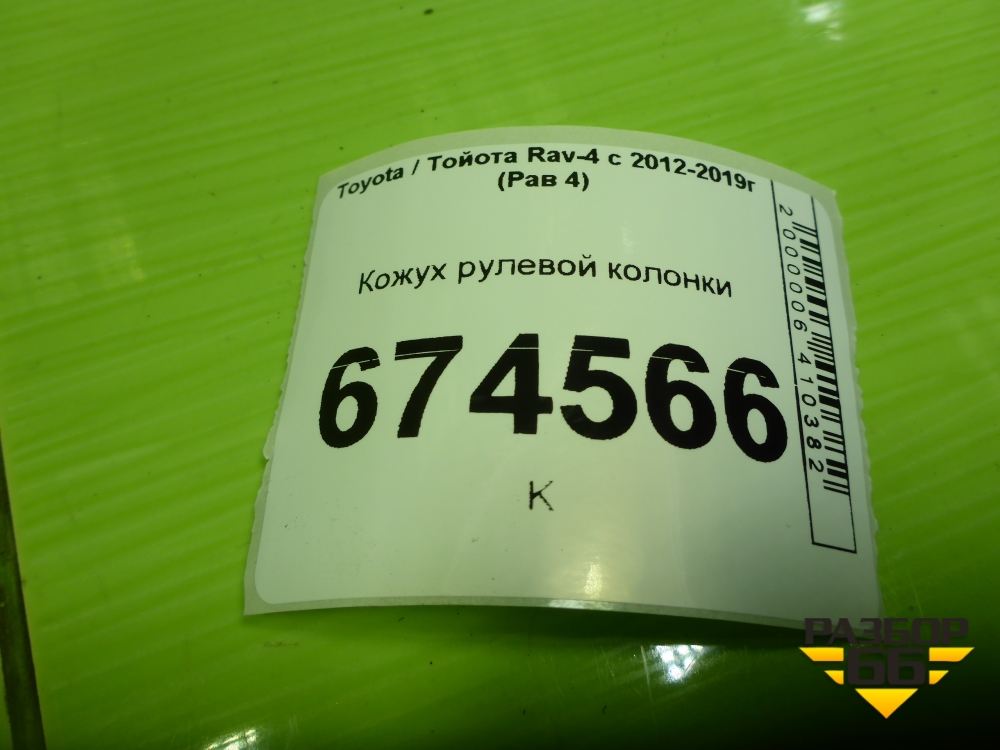 Toyota / Тойота Rav-4 с 2012-2019г
(Рав 4)
Кожух рулевой колонки
674566
К
2000006410382
РАЗБОР
66